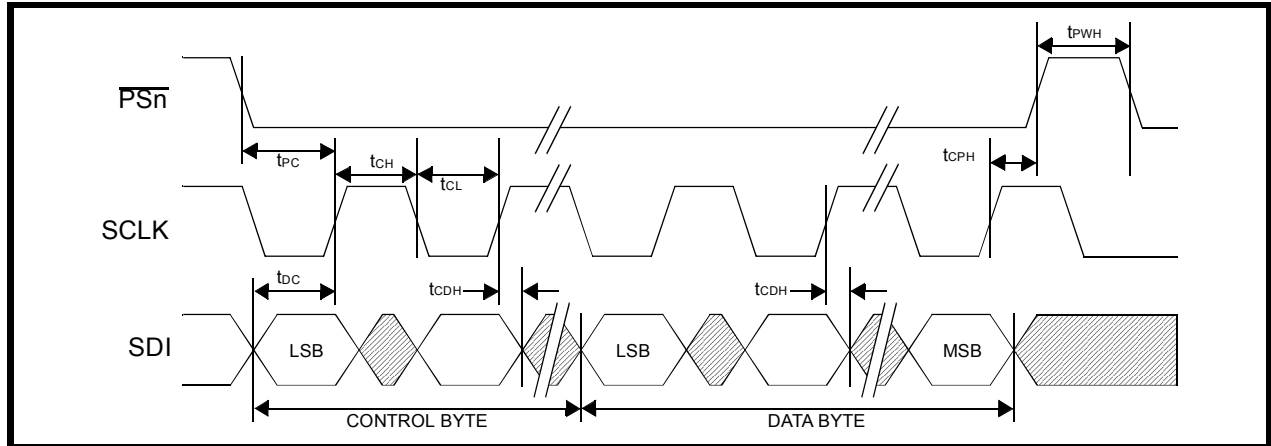 tPWH
PSn
tPC
tCH
tCL
tCPH
SCLK
tDC
tCDH
tCDH
SDI
LSB
LSB
MSB
CONTROL BYTE
DATA BYTE